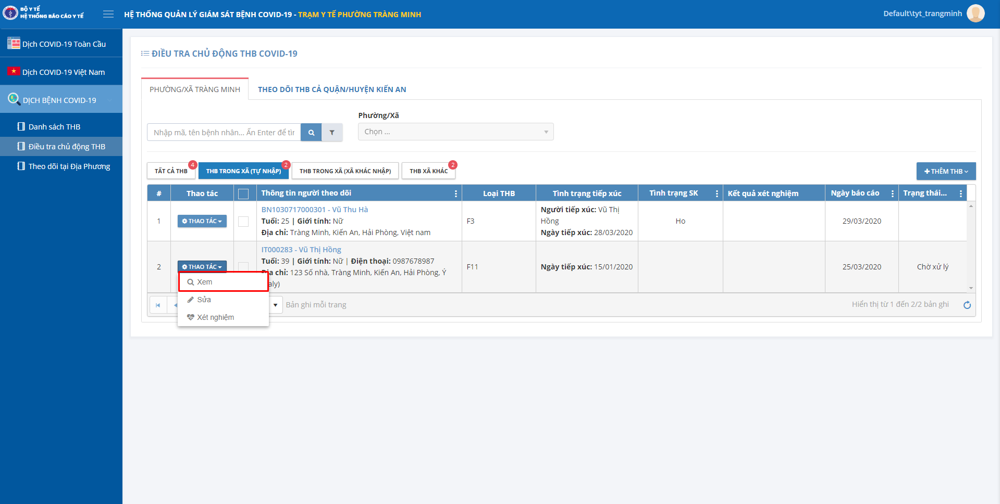 BỘ Y TẾ
HỆ THỐNG BÁO CÁO Y TẾ
HỆ THỐNG QUẢN LÝ GIÁM SÁT BỆNH COVID-19 - TRẠM Y TẾ PHƯỜNG TRÀNG MINH
Default\tyt_trangminh
Dịch COVID-19 Toàn Cầu
Dịch COVID-19 Việt Nam
DỊCH BỆNH COVID-19
Danh sách THB
Điều tra chủ động THB
Theo dõi tại Địa Phương
ĐIỀU TRA CHỦ ĐỘNG THB COVID-19
PHƯỜNG/XÃ TRÀNG MINH
THEO DÕI THB CẢ QUẬN/HUYỆN KIẾN AN
Phường/Xã
Nhập mã, tên bệnh nhân... Ấn Enter để tìr
Chọn ...
TẤT CẢ THB 4
THB TRONG XÃ (TỰ NHẬP) 2
THB TRONG XÃ (XÃ KHÁC NHẬP)
THB XÃ KHÁC 2
THÊM THB
# Thao tác Thông tin người theo dõi Loại THB Tình trạng tiếp xúc Tình trạng SK Kết quả xét nghiệm Ngày báo cáo Trạng thái...
1
THAO TÁC
BN1030717000301 - Vũ Thu Hà
Tuổi: 25 | Giới tính: Nữ
Địa chỉ: Tràng Minh, Kiến An, Hải Phòng, Việt nam
F3
Người tiếp xúc: Vũ Thị
Hồng
Ngày tiếp xúc: 28/03/2020
Ho
29/03/2020
2
THAO TÁC
IT000283 - Vũ Thị Hồng
Tuổi: 39 | Giới tính: Nữ | Điện thoại: 0987678987
Địa chỉ: 123 Số nhà, Tràng Minh, Kiến An, Hải Phòng, Ý
aly)
F11
Ngày tiếp xúc: 15/01/2020
25/03/2020
Chờ xử lý
Xem
Sửa
Xét nghiệm
Bản ghi mỗi trang
Hiển thị từ 1 đến 2/2 bản ghi